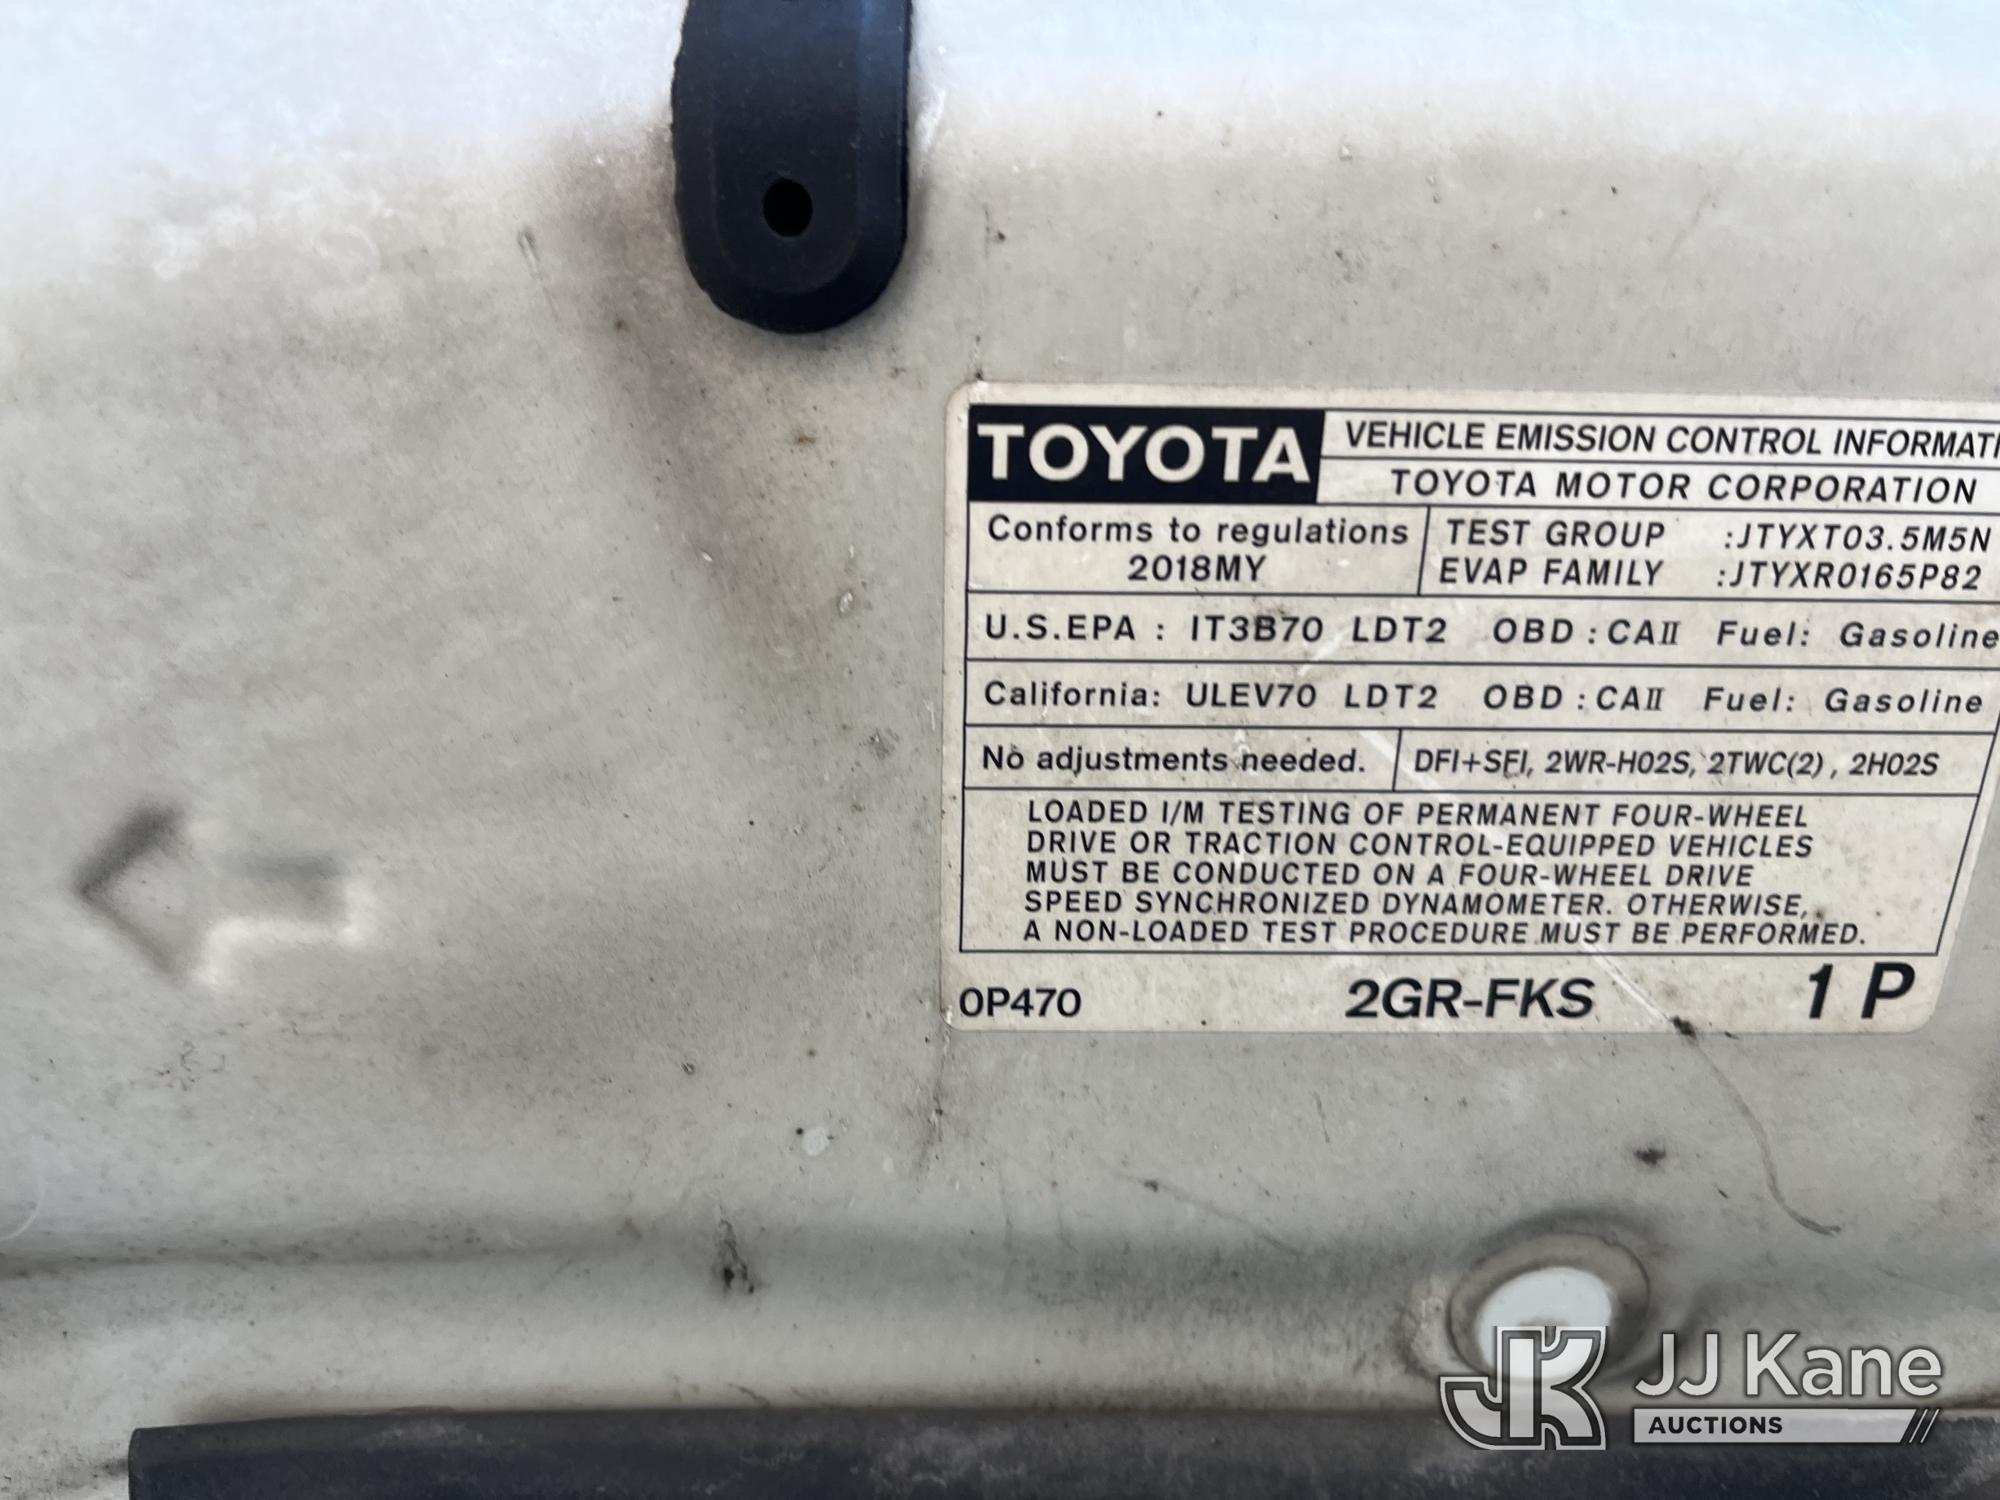 TOYOTA
VEHICLE EMISSION CONTROL INFORMATI
TOYOTA MOTOR CORPORATION
Conforms to regulations
2018MY
TEST GROUP :JTYXT03.5M5N
EVAP FAMILY :JTYXR0165P82
U.S.EPA : IT3B70 LDT2 OBD : CAII Fuel: Gasoline
California: ULEV70 LDT2 OBD : CAII Fuel: Gasoline
No adjustments needed. DFI+SFI, 2WR-HO2S, 2TWC(2) , 2HO2S
LOADED I/M TESTING OF PERMANENT FOUR-WHEEL
DRIVE OR TRACTION CONTROL-EQUIPPED VEHICLES
MUST BE CONDUCTED ON A FOUR-WHEEL DRIVE
SPEED SYNCHRONIZED DYNAMOMETER. OTHERWISE,
A NON-LOADED TEST PROCEDURE MUST BE PERFORMED.
0P470 2GR-FKS 1 P
JK JJ Kane
AUCTIONS